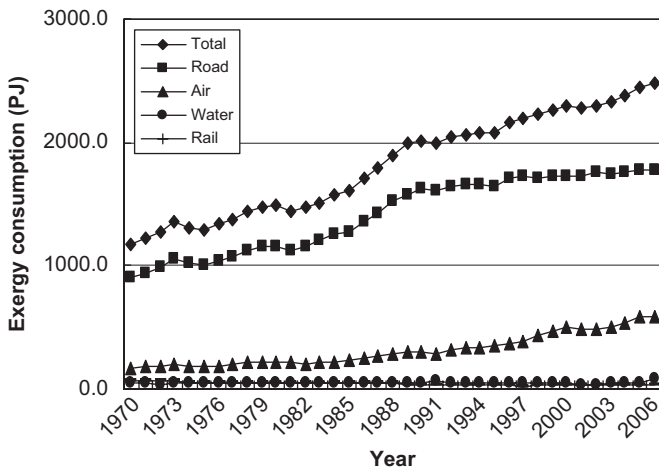 3000.0
2000.0
1000.0
0.0
Exergy consumption (PJ)
Total
Road
Air
Water
Rail
1970
1973
1976
1979
1982
1985
1988
1991
1994
1997
2000
2003
2006
Year